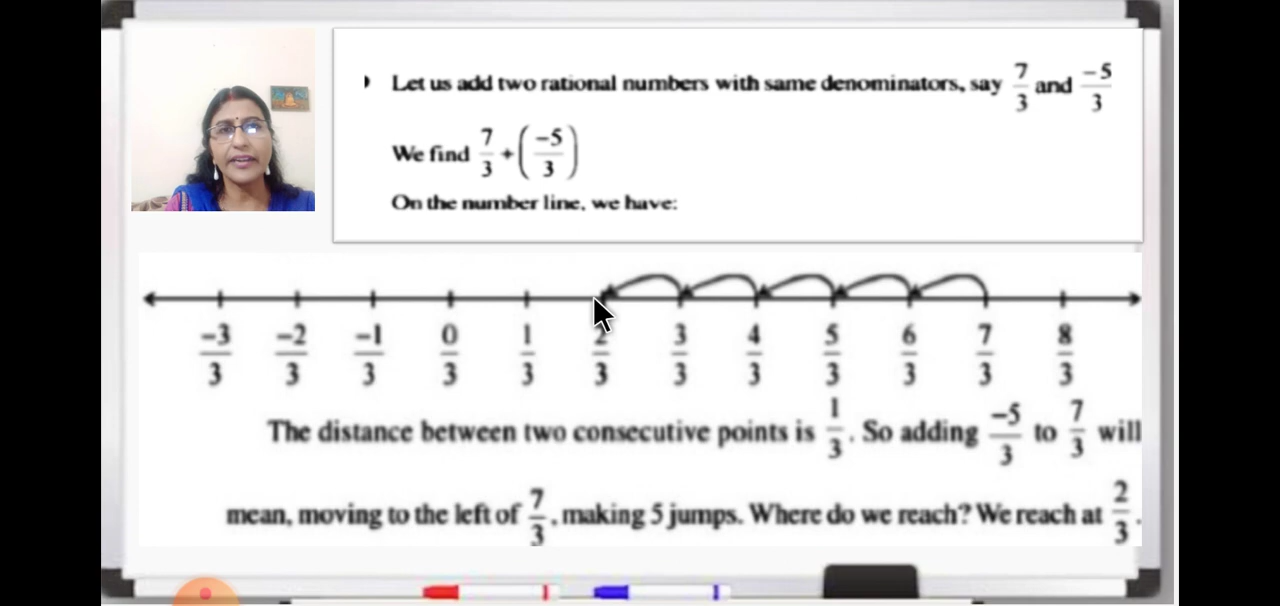 Let us add two rational numbers with same denominators, say 7/3 and -5/3
We find 7/3 + (-5/3)
On the number line, we have:
-3/3 -2/3 -1/3 0/3 1/3 2/3 3/3 4/3 5/3 6/3 7/3 8/3
The distance between two consecutive points is 1/3. So adding -5/3 to 7/3 will
mean, moving to the left of 7/3, making 5 jumps. Where do we reach? We reach at 2/3.